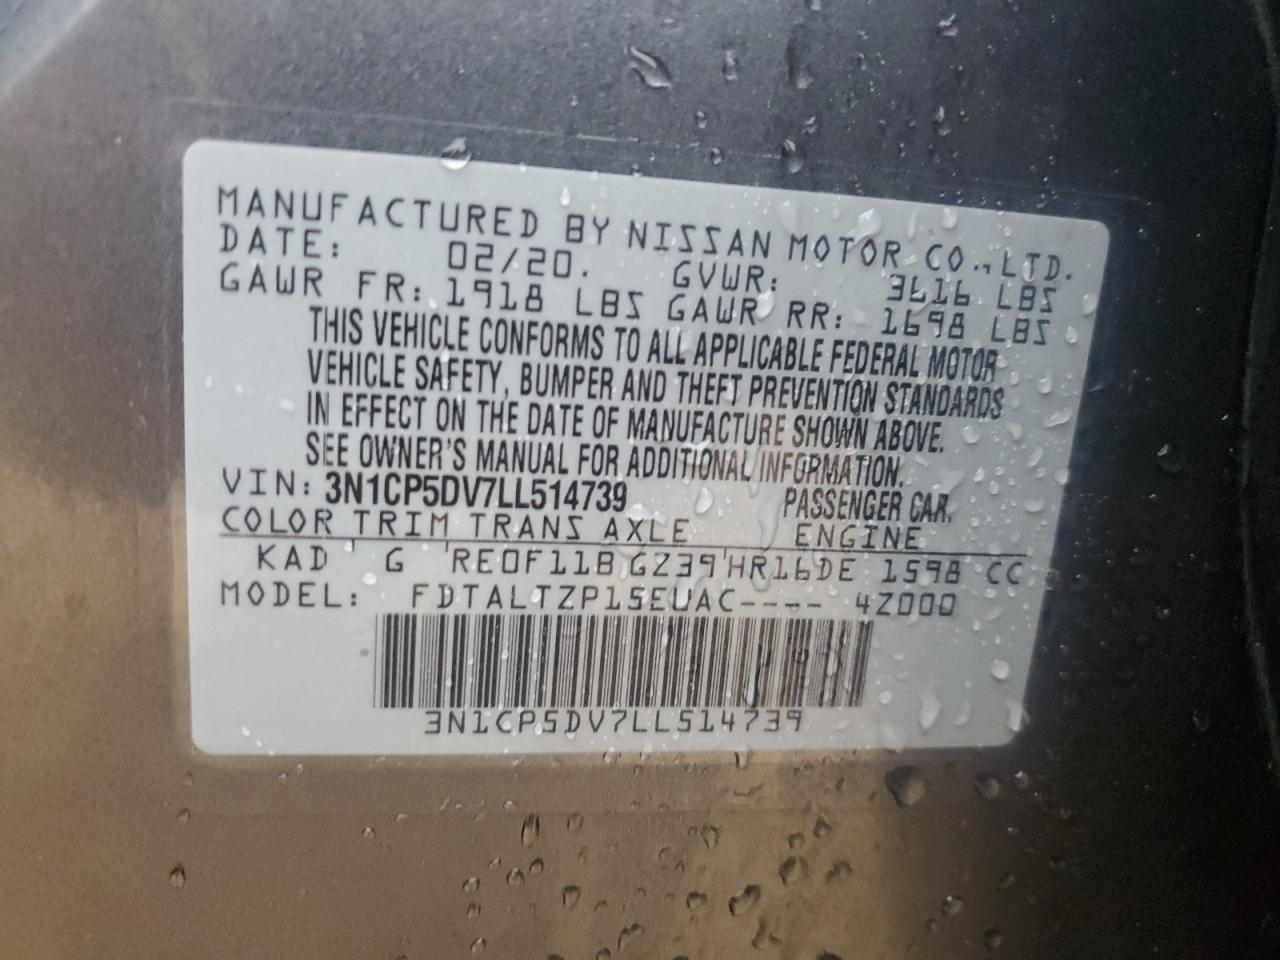 MANUFACTURED BY NISSAN MOTOR CO., LTD.
DATE: 02/20. GVWR: 3616 LBS
GAWR FR: 1918 LBS GAWR RR: 1698 LBS
THIS VEHICLE CONFORMS TO ALL APPLICABLE FEDERAL MOTOR
VEHICLE SAFETY, BUMPER AND THEFT PREVENTION STANDARDS
IN EFFECT ON THE DATE OF MANUFACTURE SHOWN ABOVE.
SEE OWNER'S MANUAL FOR ADDITIONAL INFORMATION.
VIN: 3N1CP5DV7LL514739 PASSENGER CAR.
COLOR TRIM TRANS AXLE ENGINE
KAD G RE0F11B GZ39 HR16DE 1598 CC
MODEL: FDTALTZP15EUAC---- 4Z000
3N1CP5DV7LL514739